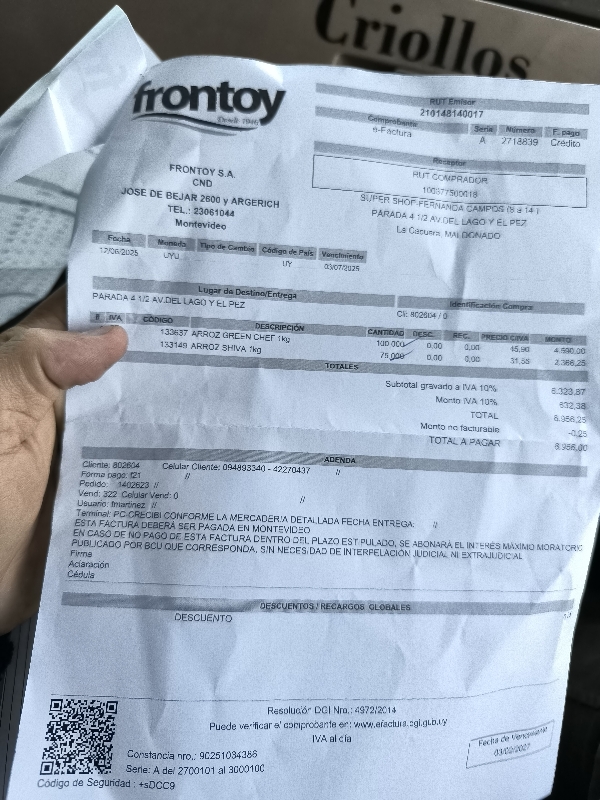 Criollos
frontoy
Desde 1946
RUT Emisor
210148140017
Comprobante Serie Número F. pago
e-Factura A 2718839 Crédito
Receptor
RUT COMPRADOR
100377500018
FRONTOY S.A.
CND
JOSE DE BEJAR 2600 y ARGERICH
TEL.: 23061044
Montevideo
SUPER SHOP-FERNANDA CAMPOS (8 a 14 )
PARADA 4 1/2 AV.DEL LAGO Y EL PEZ
La Capuera, MALDONADO
Fecha Moneda Tipo de Cambio Código de País Vencimiento
12/06/2025 UYU UY 03/07/2025
Lugar de Destino/Entrega Identificación Compra
PARADA 4 1/2 AV.DEL LAGO Y EL PEZ Cli: 802604 / 0
IVA CÓDIGO DESCRIPCIÓN CANTIDAD DESC. REC. PRECIO C/IVA MONTO
133637 ARROZ GREEN CHEF 1kg 100,000 0,00 0,00 45,90 4.590,00
133149 ARROZ SHIVA 1kg 75,000 0,00 0,00 31,55 2.366,25
TOTALES
Subtotal gravado a IVA 10% 6.323,87
Monto IVA 10% 632,38
TOTAL 6.956,25
Monto no facturable -0,25
TOTAL A PAGAR 6.956,00
ADENDA
Cliente: 802604 Celular Cliente: 094893340 - 42270437 //
Forma pago: f21 //
Pedido: 1402623 //
Vend: 322 Celular Vend: 0 //
Usuario: fmartinez //
Terminal: PC-CRECIBI CONFORME LA MERCADERIA DETALLADA FECHA ENTREGA: //
ESTA FACTURA DEBERÁ SER PAGADA EN MONTEVIDEO
EN CASO DE NO PAGO DE ESTA FACTURA DENTRO DEL PLAZO ESTIPULADO, SE ABONARÁ EL INTERÉS MÁXIMO MORATORIO
PUBLICADO POR BCU QUE CORRESPONDA, SIN NECESIDAD DE INTERPELACIÓN JUDICIAL NI EXTRAJUDICIAL
Firma
Aclaración
Cédula
DESCUENTOS / RECARGOS GLOBALES
DESCUENTO
Resolución DGI Nro.: 4972/2014
Puede verificar el comprobante en: www.efactura.dgi.gub.uy
IVA al día
Constancia nro.: 90251034386
Serie: A del 2700101 al 3000100
Código de Seguridad : +sDCC9
Fecha de Vencimiento
03/02/2027